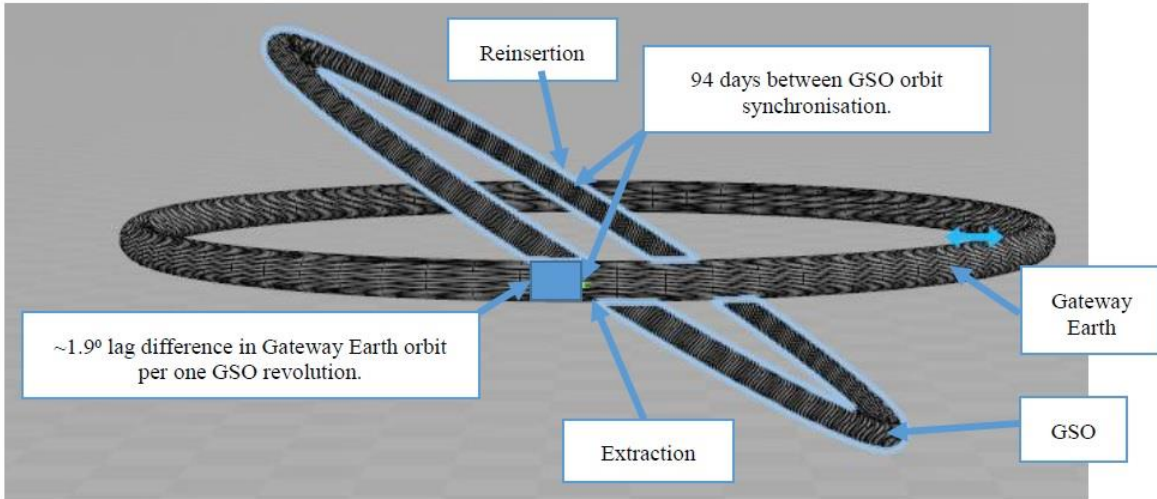 Reinsertion
94 days between GSO orbit
synchronisation.
Gateway
Earth
~1.9⁰ lag difference in Gateway Earth orbit
per one GSO revolution.
GSO
Extraction